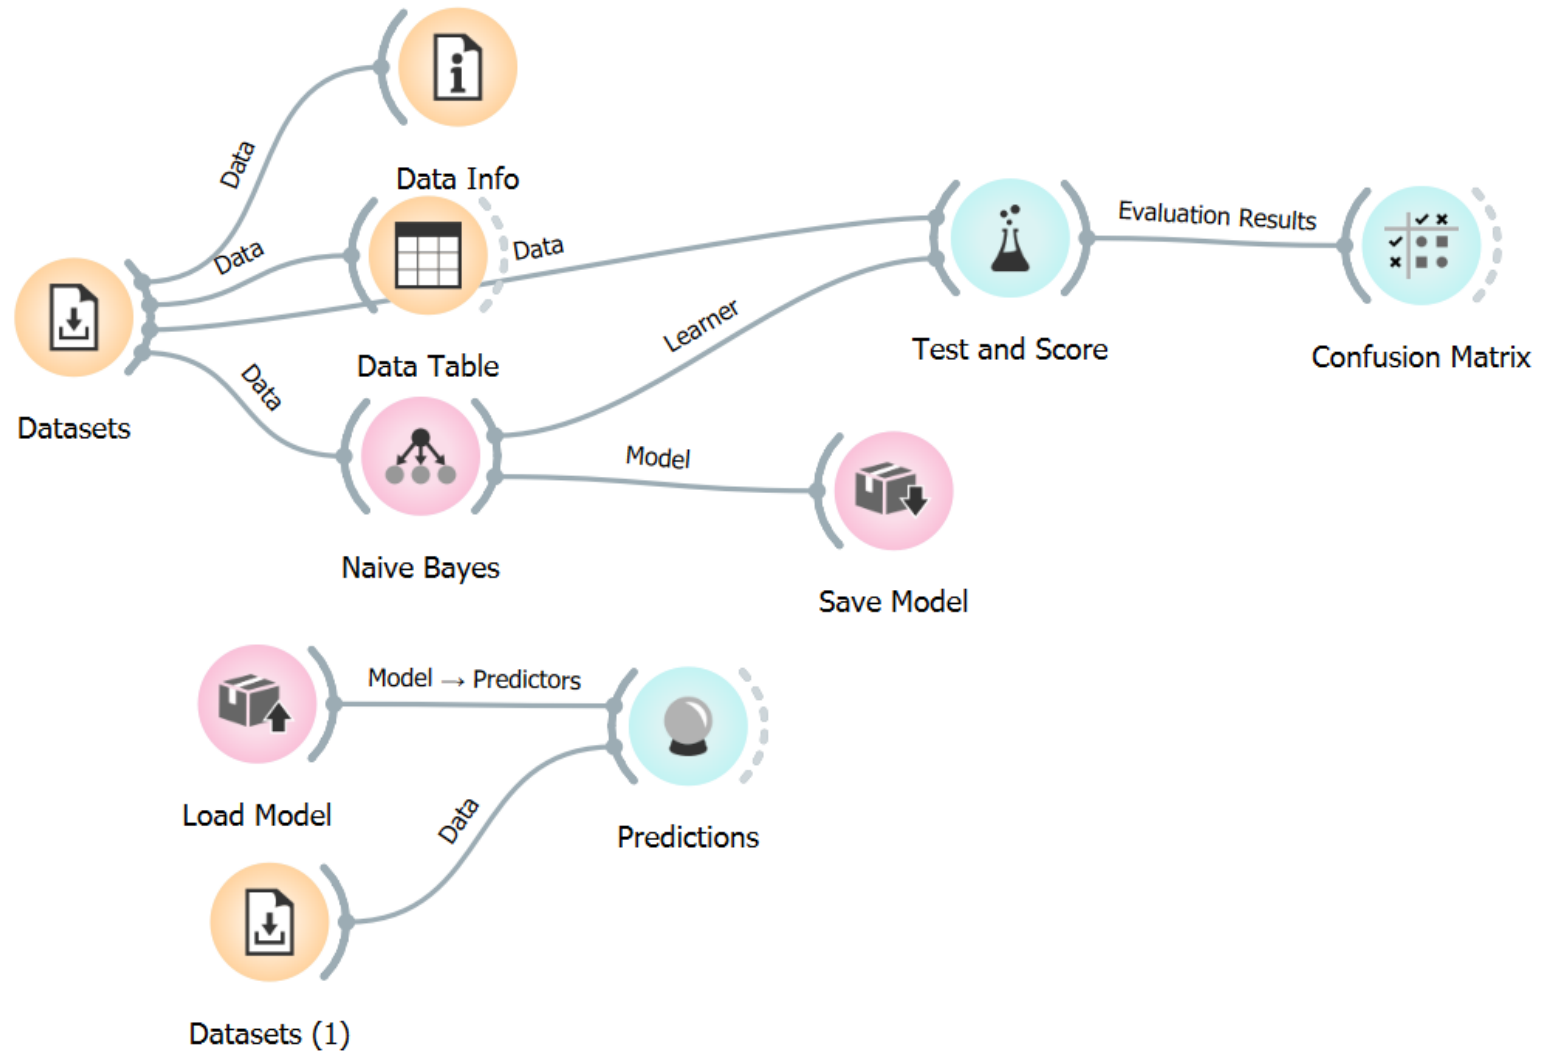 Data
Data Info
Data
Data
Data Table
Datasets
Data
Naive Bayes
Learner
Model
Test and Score
Evaluation Results
Confusion Matrix
Save Model
Load Model
Model → Predictors
Predictions
Data
Datasets (1)